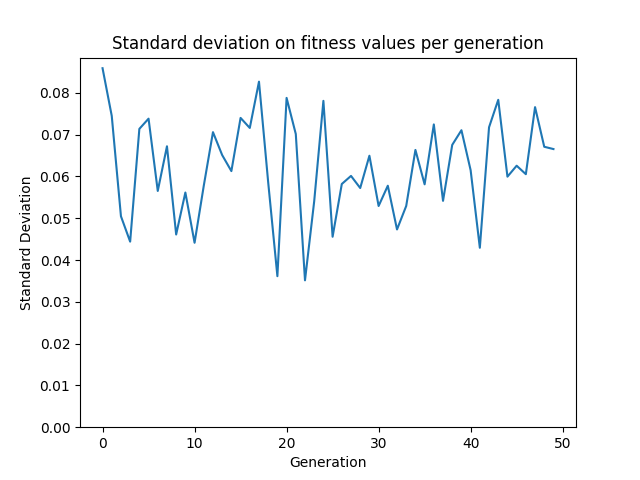 Standard deviation on fitness values per generation
0.08
0.07
0.06
0.05
0.04
0.03
0.02
0.01
0.00
Standard Deviation
0 10 20 30 40 50
Generation